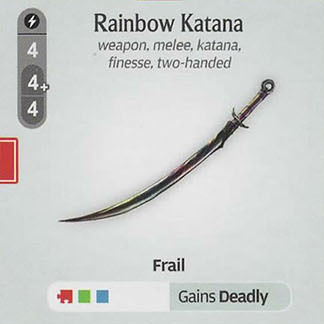 Rainbow Katana
weapon, melee, katana,
finesse, two-handed
4
4+
4
Frail
Gains Deadly